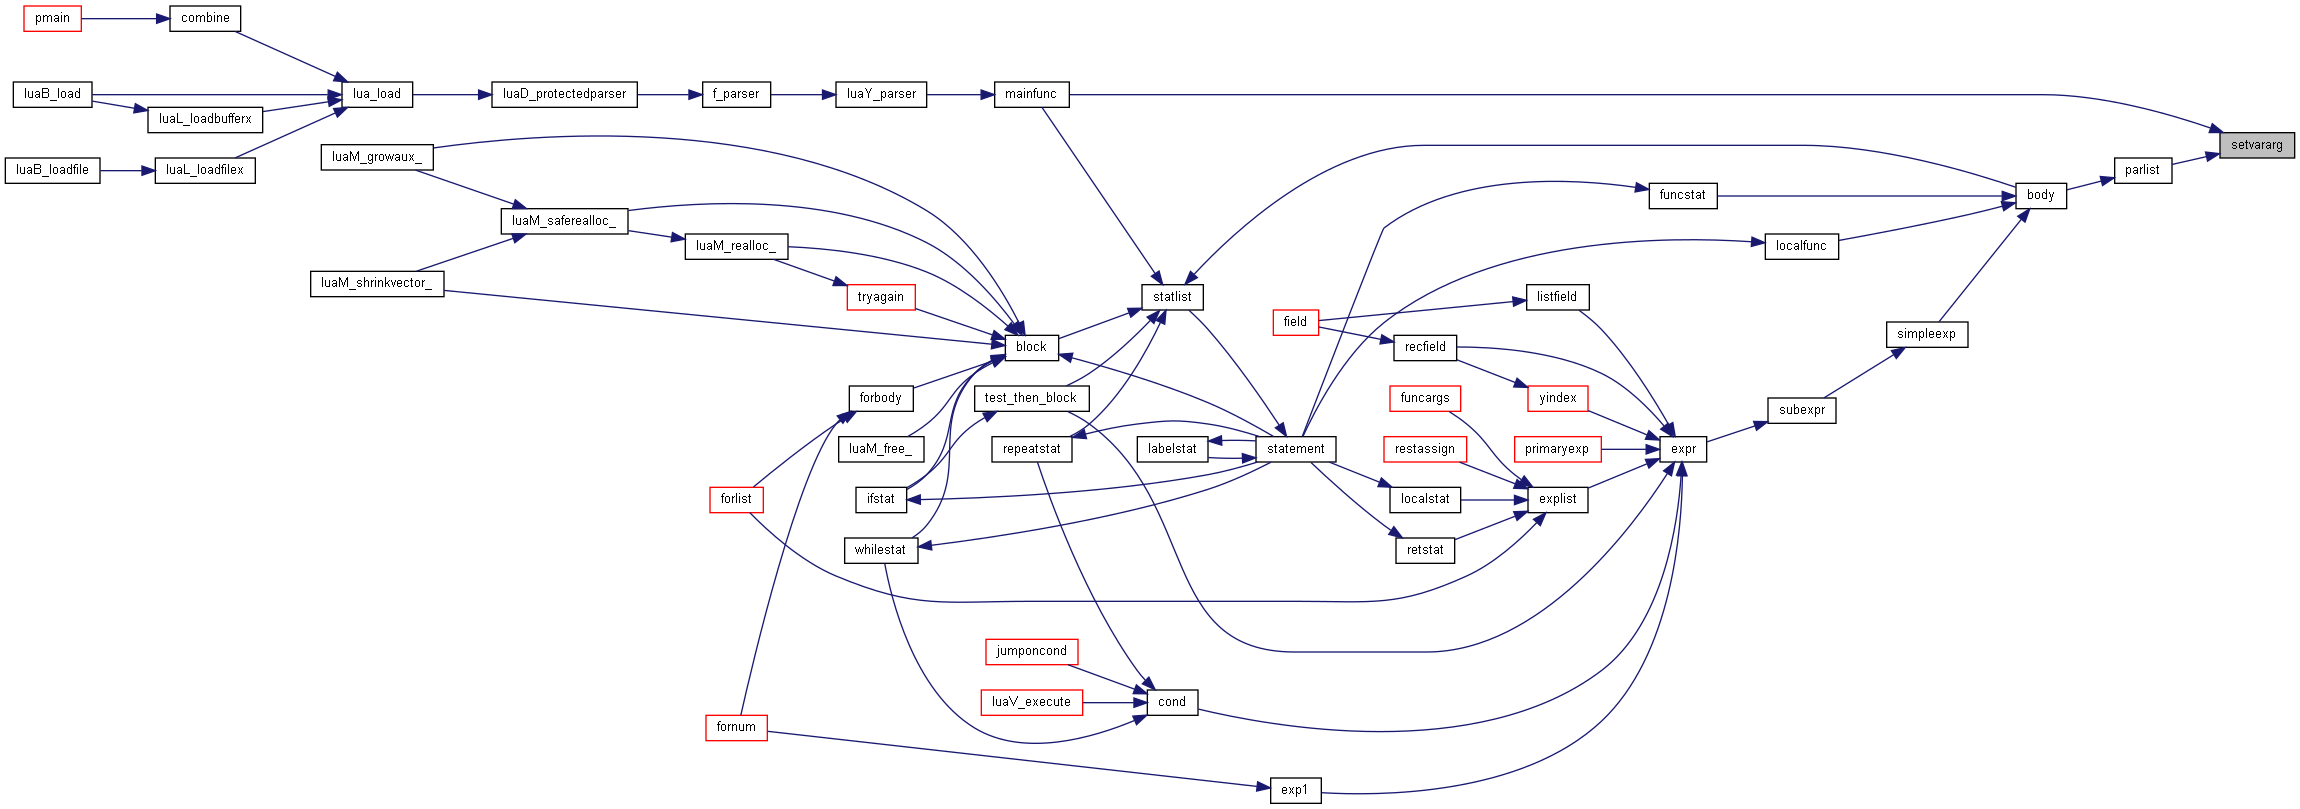 pmain
combine
luaB_load
lua_load
luaD_protectedparser
f_parser
luaY_parser
mainfunc
luaL_loadbufferx
setvararg
luaM_growaux_
luaB_loadfile
luaL_loadfilex
parlist
funcstat
body
luaM_saferealloc_
luaM_realloc_
localfunc
luaM_shrinkvector_
tryagain
statlist
listfield
field
simpleexp
block
recfield
forbody
test_then_block
funcargs
yindex
subexpr
luaM_free_
repeatstat
labelstat
statement
restassign
primaryexp
expr
forlist
ifstat
localstat
explist
whilestat
retstat
jumponcond
luaV_execute
cond
fornum
exp1